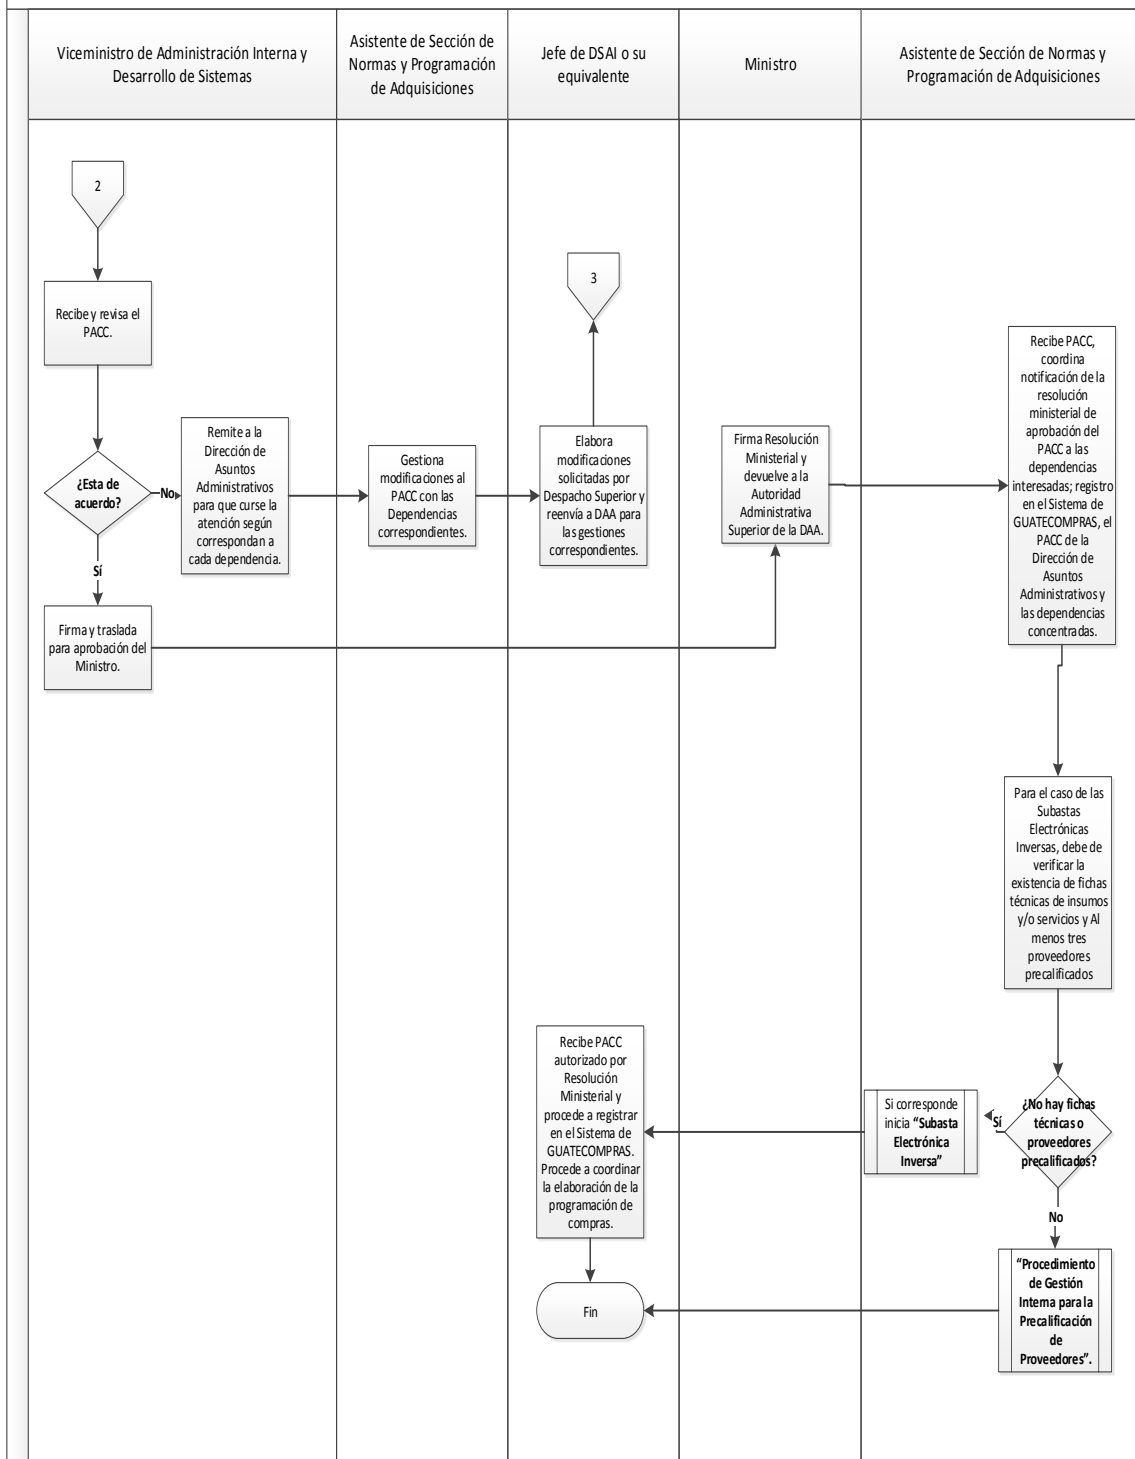 Viceministro de Administración Interna y
Desarrollo de Sistemas
Asistente de Sección de
Normas y Programación
de Adquisiciones
Jefe de DSAI o su
equivalente
Ministro
Asistente de Sección de Normas y
Programación de Adquisiciones
2
Recibe y revisa el
PACC.
¿Esta de
acuerdo?
No
Sí
Remite a la
Dirección de
Asuntos
Administrativos
para que curse la
atención según
correspondan a
cada dependencia.
Firma y traslada
para aprobación del
Ministro.
Gestiona
modificaciones al
PACC con las
Dependencias
correspondientes.
3
Elabora
modificaciones
solicitadas por
Despacho Superior y
reenvía a DAA para
las gestiones
correspondientes.
Firma Resolución
Ministerial y
devuelve a la
Autoridad
Administrativa
Superior de la DAA.
Recibe PACC,
coordina
notificación de la
resolución
ministerial de
aprobación del
PACC a las
dependencias
interesadas; registro
en el Sistema de
GUATECOMPRAS, el
PACC de la
Dirección de
Asuntos
Administrativos y
las dependencias
concentradas.
Para el caso de las
Subastas
Electrónicas
Inversas, debe de
verificar la
existencia de fichas
técnicas de insumos
y/o servicios y Al
menos tres
proveedores
precalificados
¿No hay fichas
técnicas o
proveedores
precalificados?
Sí
No
Si corresponde
inicia “Subasta
Electrónica
Inversa”
Recibe PACC
autorizado por
Resolución
Ministerial y
procede a registrar
en el Sistema de
GUATECOMPRAS.
Procede a coordinar
la elaboración de la
programación de
compras.
“Procedimiento
de Gestión
Interna para la
Precalificación
de
Proveedores”.
Fin